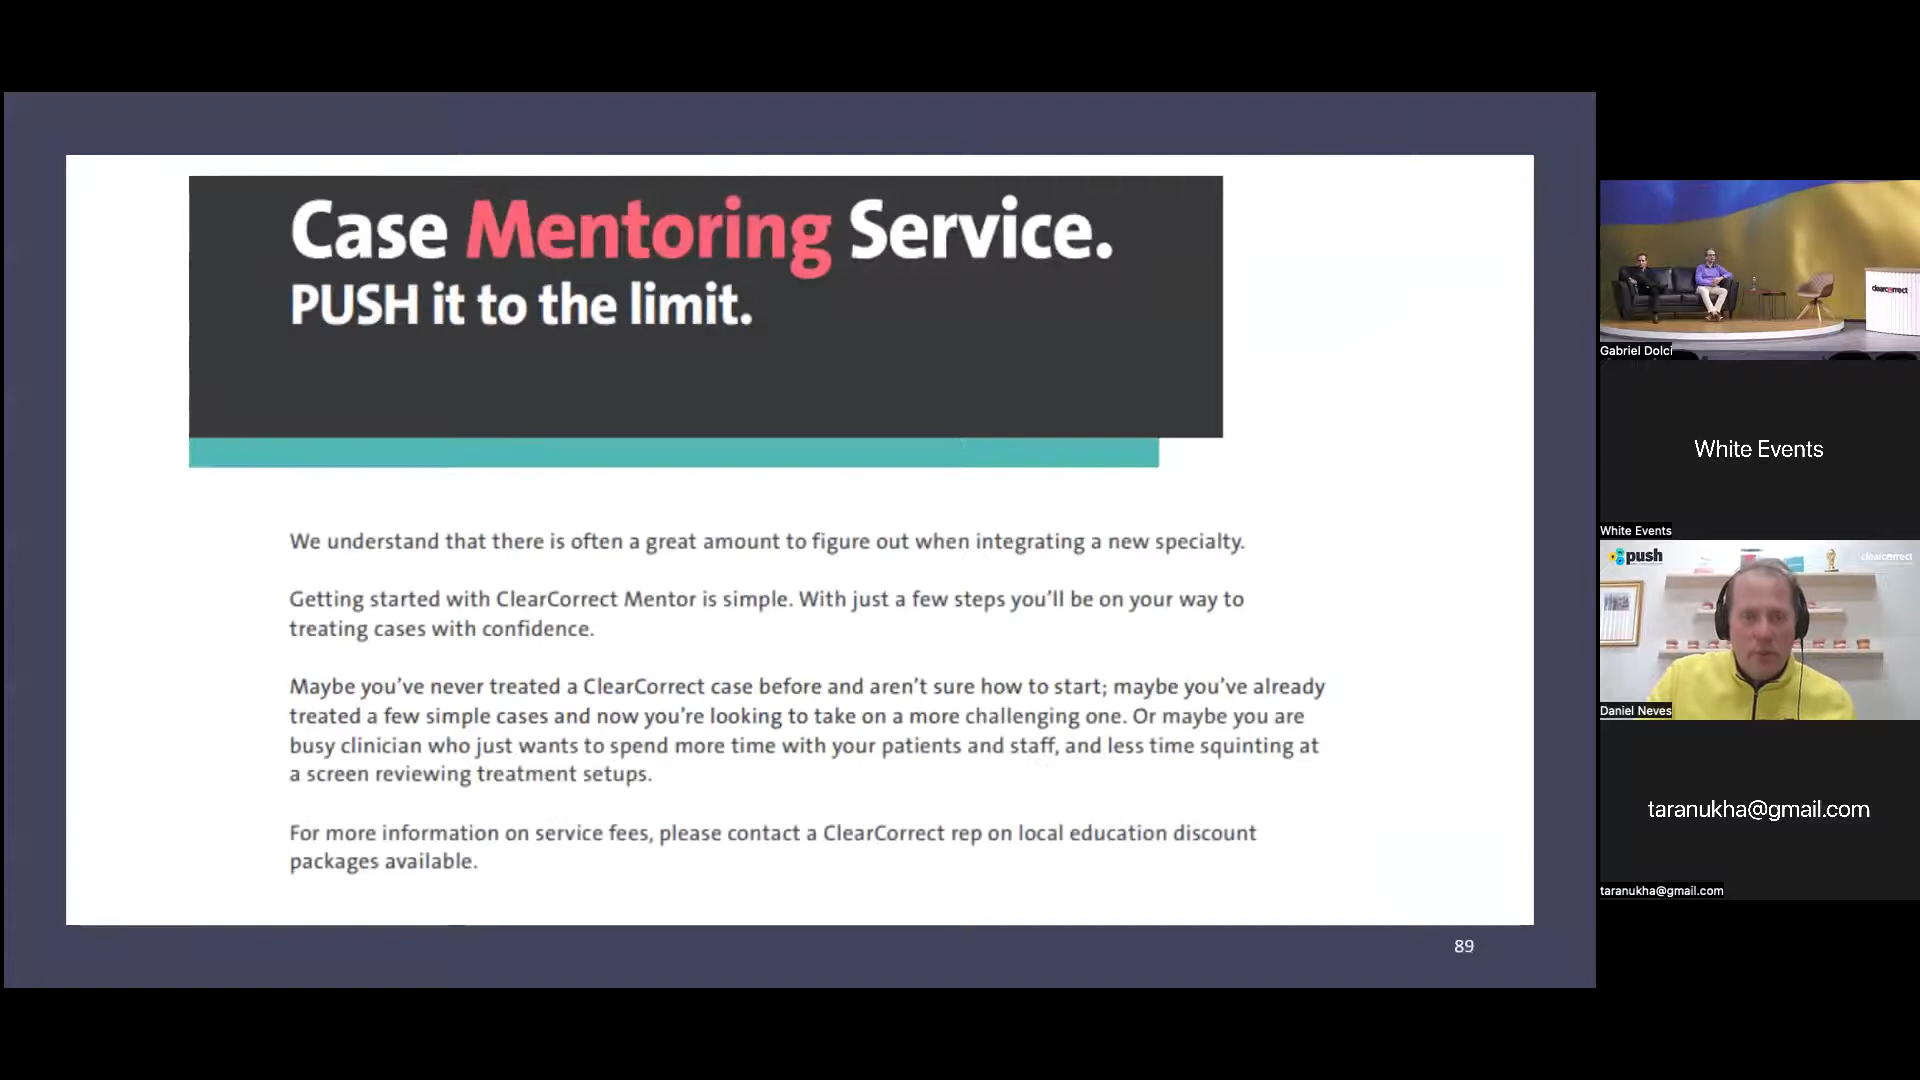 Case Mentoring Service.
PUSH it to the limit.
We understand that there is often a great amount to figure out when integrating a new specialty.
Getting started with ClearCorrect Mentor is simple. With just a few steps you'll be on your way to
treating cases with confidence.
Maybe you've never treated a ClearCorrect case before and aren't sure how to start; maybe you've already
treated a few simple cases and now you're looking to take on a more challenging one. Or maybe you are
busy clinician who just wants to spend more time with your patients and staff, and less time squinting at
a screen reviewing treatment setups.
For more information on service fees, please contact a ClearCorrect rep on local education discount
packages available.
89
clearcorrect
Gabriel Dolci
White Events
White Events
push
clearcorrect
Daniel Neves
taranukha@gmail.com
taranukha@gmail.com